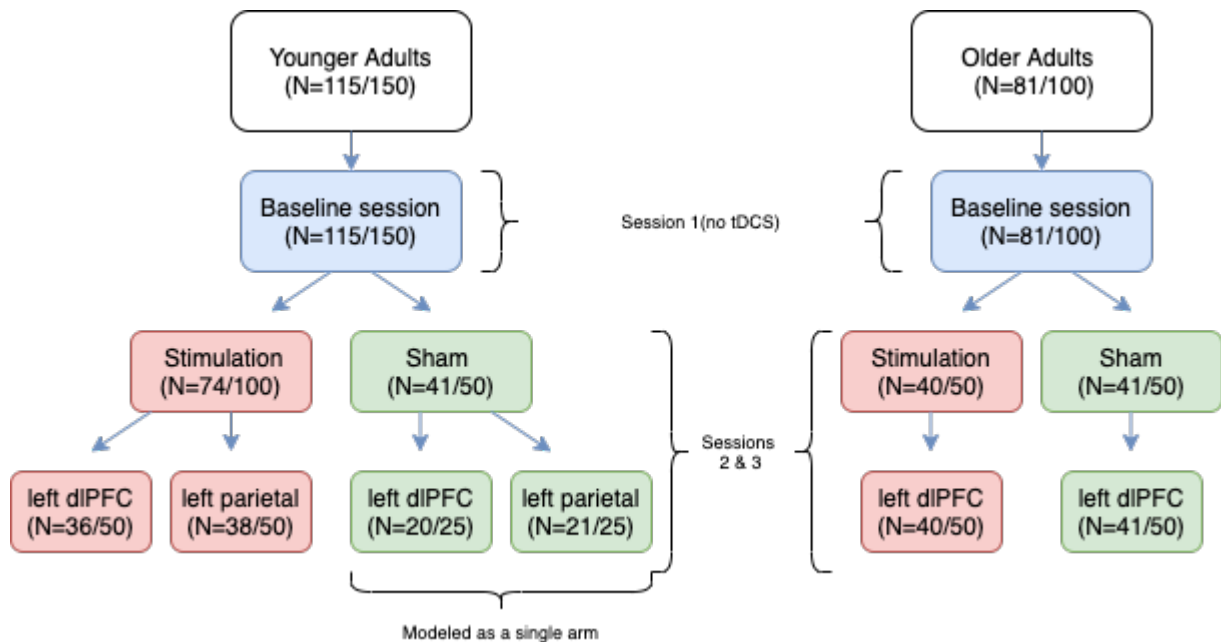 Younger Adults
(N=115/150)
Older Adults
(N=81/100)
Baseline session
(N=115/150)
Session 1(no tDCS)
Baseline session
(N=81/100)
Stimulation
(N=74/100)
Sham
(N=41/50)
Stimulation
(N=40/50)
Sham
(N=41/50)
Sessions
2 & 3
left dlPFC
(N=36/50)
left parietal
(N=38/50)
left dlPFC
(N=20/25)
left parietal
(N=21/25)
left dlPFC
(N=40/50)
left dlPFC
(N=41/50)
Modeled as a single arm